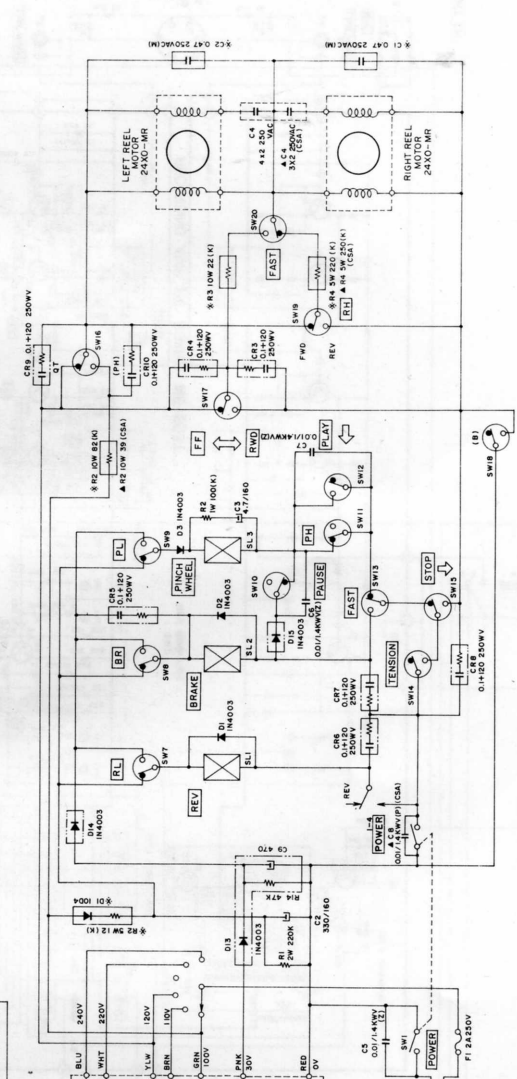 ※C2 0.47 250VAC(M)
※C1 0.47 250VAC(M)
LEFT REEL
MOTOR
24XO-MR
C4
4x2 250
VAC
▲C4
3X2 250VAC
(CSA)
RIGHT REEL
MOTOR
24XO-MR
SW20
FAST
※R3 10W 22(K)
※R4 5W 220(K)
▲R4 5W 250(K)
(CSA)
RH
SW19
FWD
REV
CR9 0.1+120 250WV
QT
SW16
(PH)
CR10
0.1+120 250WV
CR4
0.1+120
250WV
CR3
0.1+120
250WV
SW17
※R2 10W 82(K)
▲R2 10W 39(CSA)
FF
RWD
PLAY
C7
0.01/1.4KWV(Z)
SW18
(B)
PL
SW9
D3 1N4003
R2
1W 100(K)
C3
4.7/160
PINCH
WHEEL
SL3
SW12
PH
SW11
CR5
0.1+120
250WV
D2
1N4003
SW10
PAUSE
C6
0.01/1.4KWV(Z)
D15
1N4003
FAST
SW13
STOP
SW15
BR
SW8
BRAKE
SL2
TENSION
SW14
CR8
0.1+120 250WV
CR7
0.1+120
250WV
CR6
0.1+120
250WV
RL
SW7
D1
1N4003
REV
SL1
REV
1-4
POWER
▲C8
0.01/1.4KWV(P)(CSA)
D14
1N4003
※D1 10D4
※R2 5W 12(K)
C9 470
R14 47K
D13
1N4003
R1
2W 220K
C2
330/160
BLU
240V
WHT
220V
YLW
120V
BRN
110V
GRN
100V
PNK
30V
RED
0V
C5
0.01/1.4KWV
(Z)
SW1
POWER
F1 2A250V